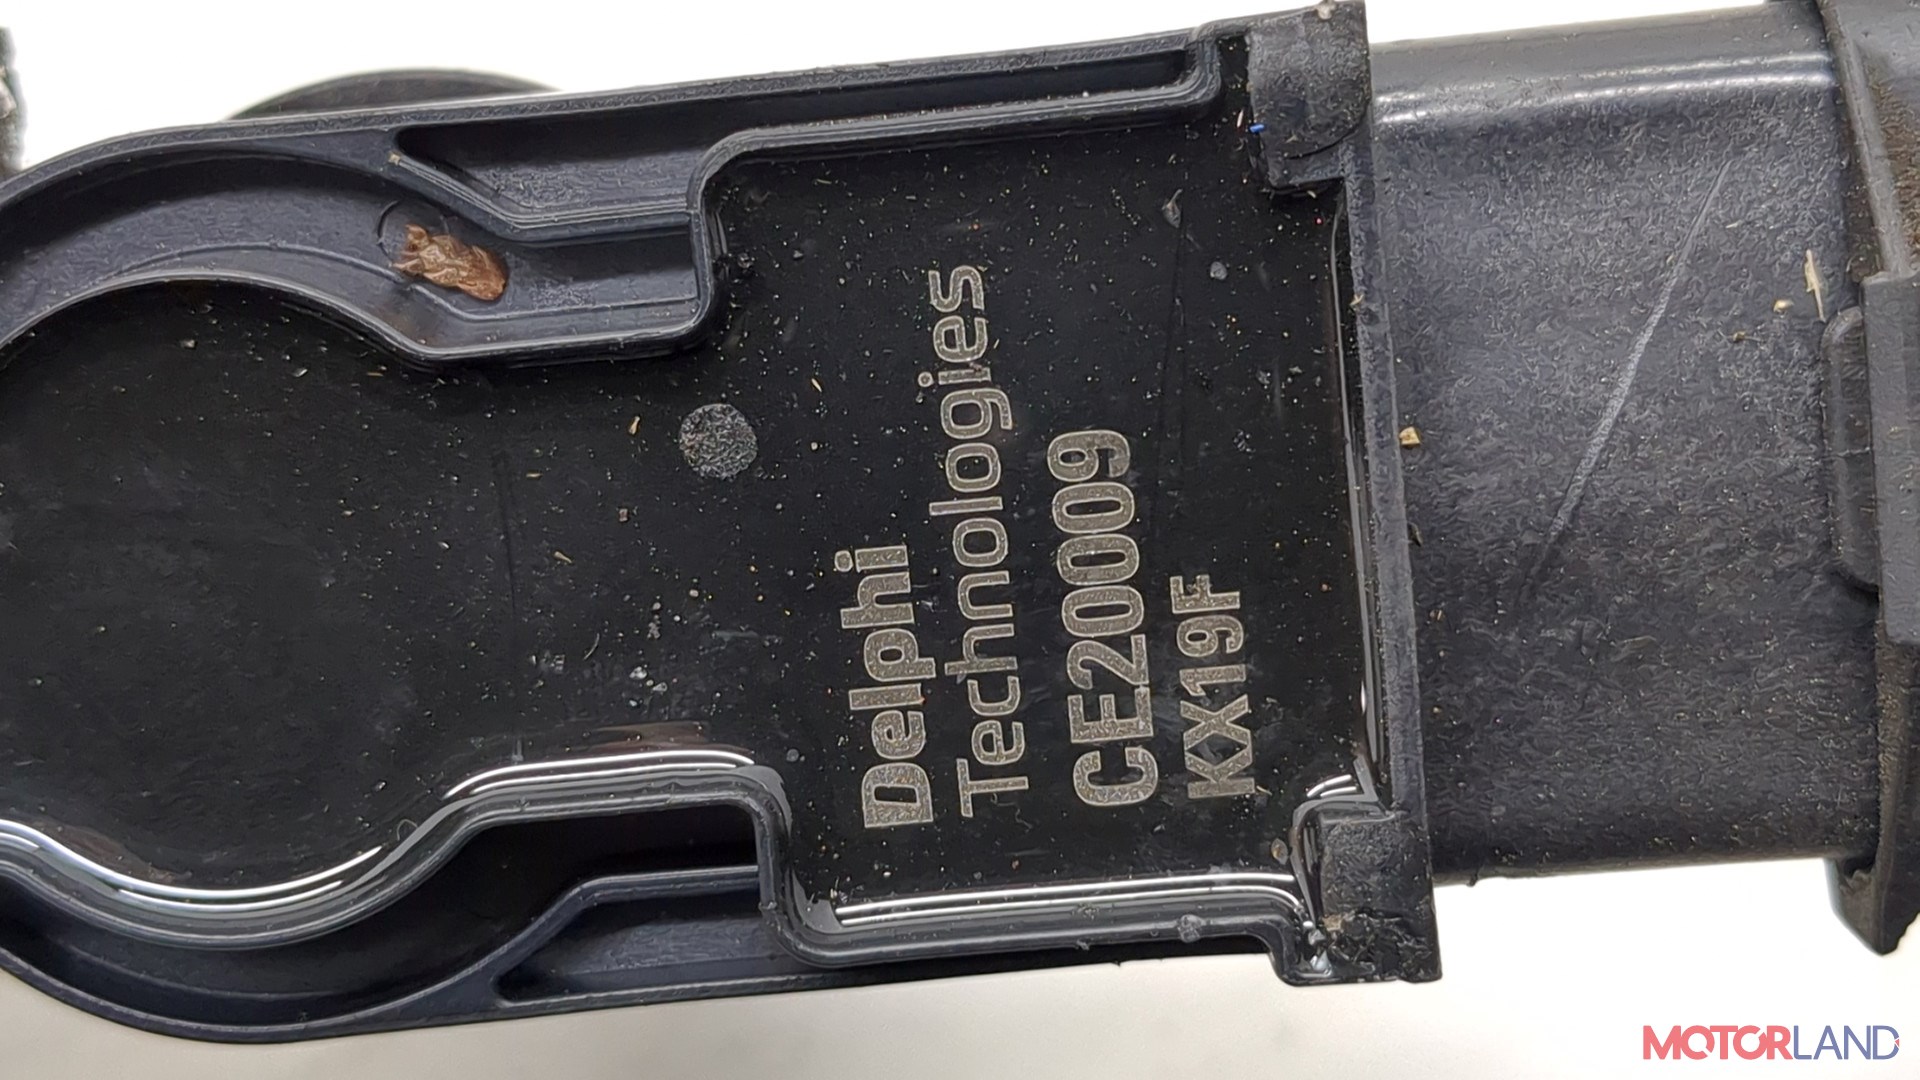 Delphi
Technologies
CE20009
KX19F
MOTORLAND